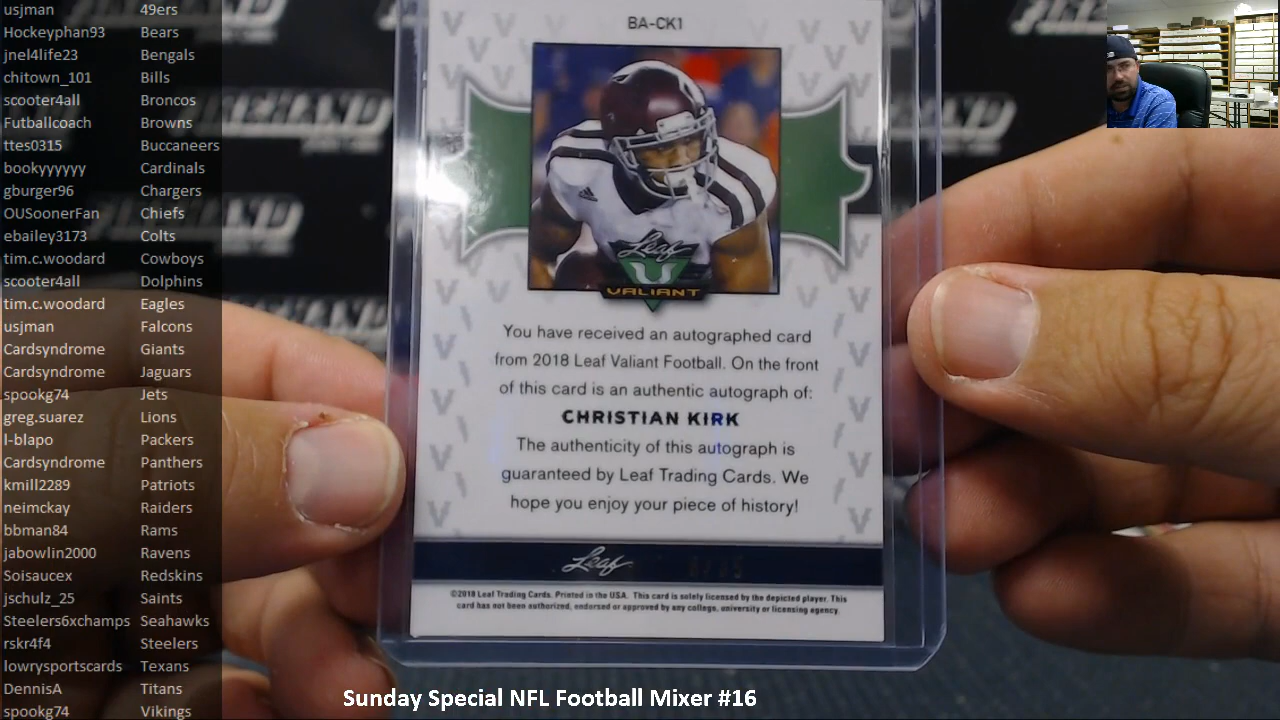 usjman 49ers
Hockeyphan93 Bears
jnel4life23 Bengals
chitown_101 Bills
scooter4all Broncos
Futballcoach Browns
ttes0315 Buccaneers
bookyyyyyy Cardinals
gburger96 Chargers
OUSoonerFan Chiefs
ebailey3173 Colts
tim.c.woodard Cowboys
scooter4all Dolphins
tim.c.woodard Eagles
usjman Falcons
Cardsyndrome Giants
Cardsyndrome Jaguars
spookg74 Jets
greg.suarez Lions
l-blapo Packers
Cardsyndrome Panthers
kmill2289 Patriots
neimckay Raiders
bbman84 Rams
jabowlin2000 Ravens
Soisaucex Redskins
jschulz_25 Saints
Steelers6xchamps Seahawks
rskr4f4 Steelers
lowrysportscards Texans
DennisA Titans
spookg74 Vikings
BA-CK1
Leaf
VALIANT
You have received an autographed card
from 2018 Leaf Valiant Football. On the front
of this card is an authentic autograph of:
CHRISTIAN KIRK
The authenticity of this autograph is
guaranteed by Leaf Trading Cards. We
hope you enjoy your piece of history!
Leaf
©2018 Leaf Trading Cards. Printed in the USA. This card is solely licensed by the depicted player. This
card has not been authorized, endorsed or approved by any college, university or licensing agency.
Sunday Special NFL Football Mixer #16